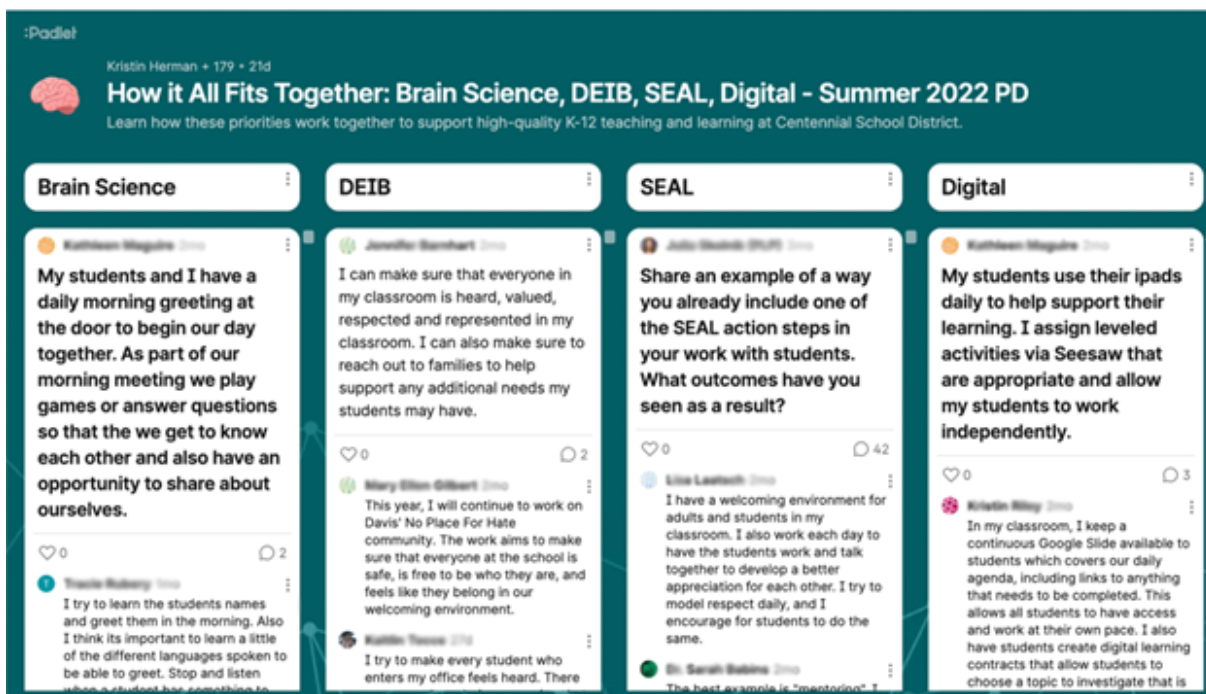 :Padlet
Kristin Herman + 179 • 21d
How it All Fits Together: Brain Science, DEIB, SEAL, Digital - Summer 2022 PD
Learn how these priorities work together to support high-quality K-12 teaching and learning at Centennial School District.
Brain Science
My students and I have a
daily morning greeting at
the door to begin our day
together. As part of our
morning meeting we play
games or answer questions
so that the we get to know
each other and also have an
opportunity to share about
ourselves.
0
2
T
I try to learn the students names
and greet them in the morning. Also
I think its important to learn a little
of the different languages spoken to
be able to greet. Stop and listen
when a student has something to
DEIB
I can make sure that everyone in
my classroom is heard, valued,
respected and represented in my
classroom. I can also make sure to
reach out to families to help
support any additional needs my
students may have.
0
2
This year, I will continue to work on
Davis' No Place For Hate
community. The work aims to make
sure that everyone at the school is
safe, is free to be who they are, and
feels like they belong in our
welcoming environment.
I try to make every student who
enters my office feels heard. There
SEAL
Share an example of a way
you already include one of
the SEAL action steps in
your work with students.
What outcomes have you
seen as a result?
0
42
I have a welcoming environment for
adults and students in my
classroom. I also work each day to
have the students work and talk
together to develop a better
appreciation for each other. I try to
model respect daily, and I
encourage for students to do the
same.
The best example is "mentoring". I
Digital
My students use their ipads
daily to help support their
learning. I assign leveled
activities via Seesaw that
are appropriate and allow
my students to work
independently.
0
3
In my classroom, I keep a
continuous Google Slide available to
students which covers our daily
agenda, including links to anything
that needs to be completed. This
allows all students to have access
and work at their own pace. I also
have students create digital learning
contracts that allow students to
choose a topic to investigate that is